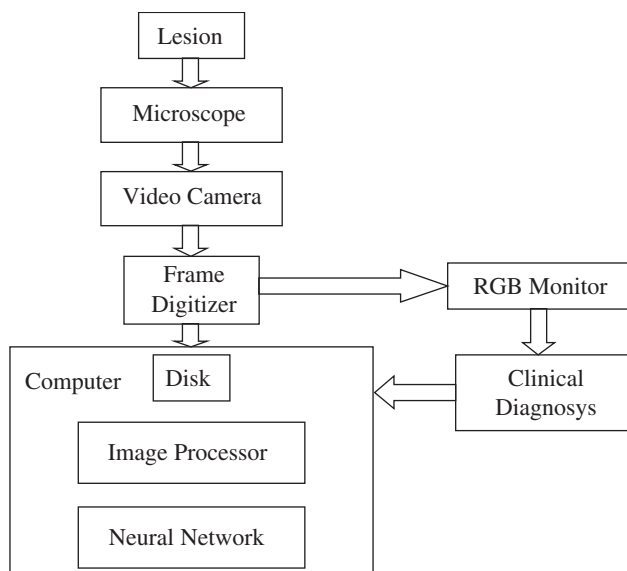 Lesion
Microscope
Video Camera
Frame
Digitizer
RGB Monitor
Computer
Disk
Clinical
Diagnosys
Image Processor
Neural Network